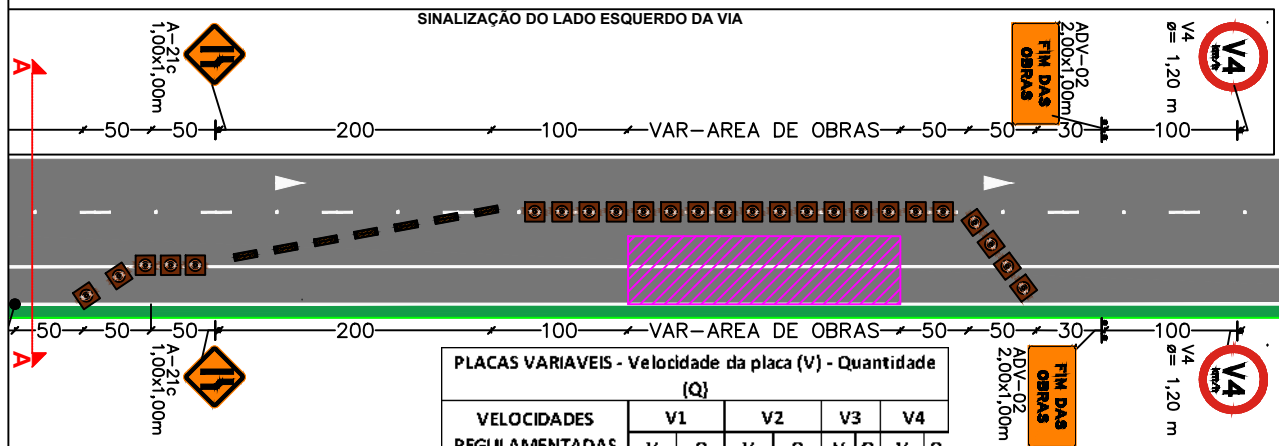 SINALIZAÇÃO DO LADO ESQUERDO DA VIA
A-21c
1,00x1,00m
ADV-02
2,00x1,00m
FIM DAS
OBRAS
V4
ø= 1,20 m
V4
km/h
A
50 50 200 100 VAR-AREA DE OBRAS 50 50 30 100
50 50 50 200 100 VAR-AREA DE OBRAS 50 50 30 100
A
A-21c
1,00x1,00m
ADV-02
2,00x1,00m
FIM DAS
OBRAS
V4
ø= 1,20 m
V4
km/h
PLACAS VARIAVEIS - Velocidade da placa (V) - Quantidade
(Q)
VELOCIDADES V1 V2 V3 V4
REGULAMENTADAS V Q V Q V Q V Q